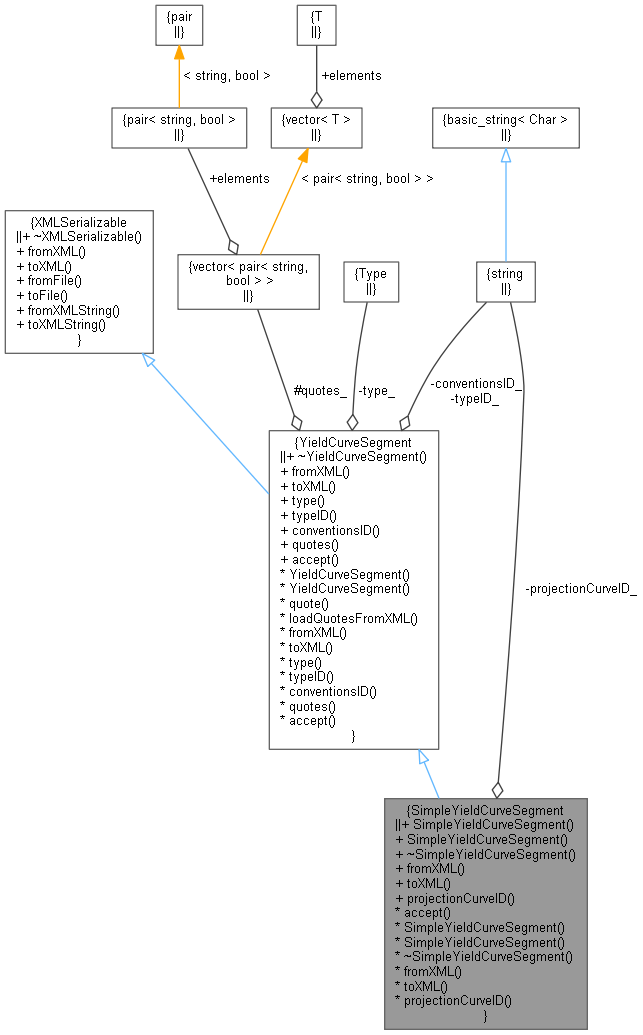 {pair
||}
{T
||}
< string, bool >
+elements
{pair< string, bool >
||}
{vector< T >
||}
{basic_string< Char >
||}
+elements
< pair< string, bool > >
{XMLSerializable
||+ ~XMLSerializable()
+ fromXML()
+ toXML()
+ fromFile()
+ toFile()
+ fromXMLString()
+ toXMLString()
}
{vector< pair< string,
bool > >
||}
{Type
||}
{string
||}
#quotes_
-type_
-conventionsID_
-typeID_
{YieldCurveSegment
||+ ~YieldCurveSegment()
+ fromXML()
+ toXML()
+ type()
+ typeID()
+ conventionsID()
+ quotes()
+ accept()
* YieldCurveSegment()
* YieldCurveSegment()
* quote()
* loadQuotesFromXML()
* fromXML()
* toXML()
* type()
* typeID()
* conventionsID()
* quotes()
* accept()
}
-projectionCurveID_
{SimpleYieldCurveSegment
||+ SimpleYieldCurveSegment()
+ SimpleYieldCurveSegment()
+ ~SimpleYieldCurveSegment()
+ fromXML()
+ toXML()
+ projectionCurveID()
* accept()
* SimpleYieldCurveSegment()
* SimpleYieldCurveSegment()
* ~SimpleYieldCurveSegment()
* fromXML()
* toXML()
* projectionCurveID()
}